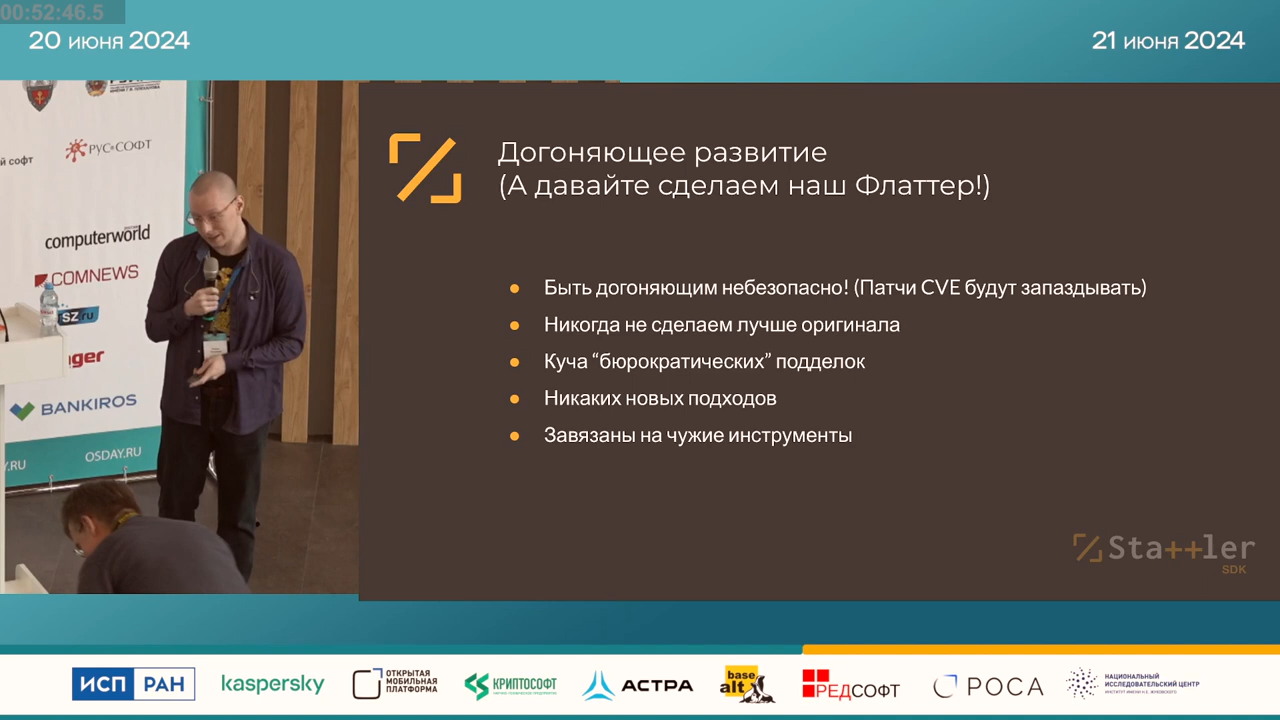 00:52:46.5
20 июня 2024
21 июня 2024
й софт
РУС⁠СОФТ
computerworld
COMNEWS
SZ.ru
ger
BANKIROS
.RU
OSDAY.RU
Догоняющее развитие
(А давайте сделаем наш Флаттер!)
● Быть догоняющим небезопасно! (Патчи CVE будут запаздывать)
● Никогда не сделаем лучше оригинала
● Куча “бюрократических” подделок
● Никаких новых подходов
● Завязаны на чужие инструменты
Sta++ler
SDK
ИСП РАН
kaspersky
ОТКРЫТАЯ
МОБИЛЬНАЯ
ПЛАТФОРМА
КРИПТОСОФТ
АСТРА
base
alt
РЕДСОФТ
РОСА
НАЦИОНАЛЬНЫЙ
ИССЛЕДОВАТЕЛЬСКИЙ ЦЕНТР